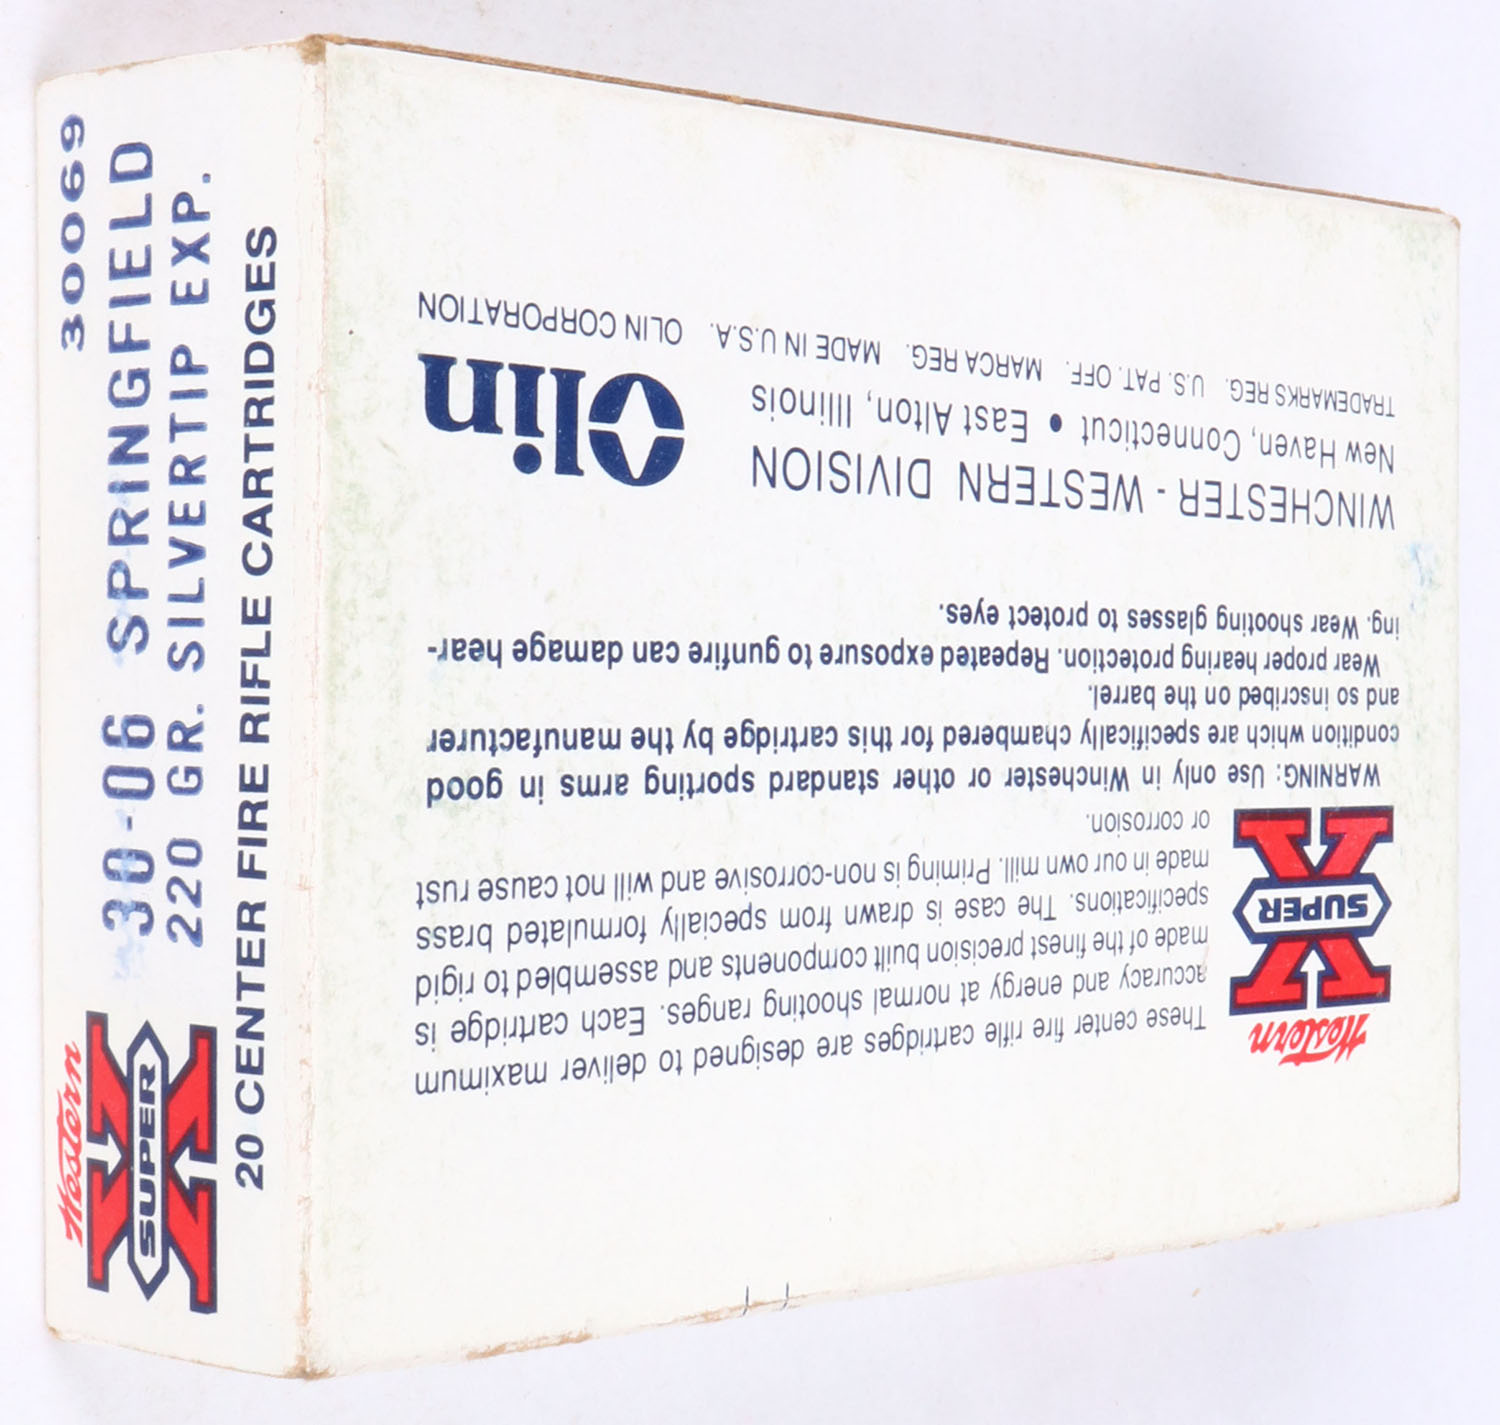 30069
30-06 SPRINGFIELD
220 GR. SILVERTIP EXP.
20 CENTER FIRE RIFLE CARTRIDGES
Western
SUPER
X
Western
SUPER
X
These center fire rifle cartridges are designed to deliver maximum
accuracy and energy at normal shooting ranges. Each cartridge is
made of the finest precision built components and assembled to rigid
specifications. The case is drawn from specially formulated brass
made in our own mill. Priming is non-corrosive and will not cause rust
or corrosion.
WARNING: Use only in Winchester or other standard sporting arms in good
condition which are specifically chambered for this cartridge by the manufacturer
and so inscribed on the barrel.
Wear proper hearing protection. Repeated exposure to gunfire can damage hear-
ing. Wear shooting glasses to protect eyes.
WINCHESTER - WESTERN DIVISION
New Haven, Connecticut • East Alton, Illinois
Olin
TRADEMARKS REG. U.S. PAT. OFF. MARCA REG. MADE IN U.S.A. OLIN CORPORATION